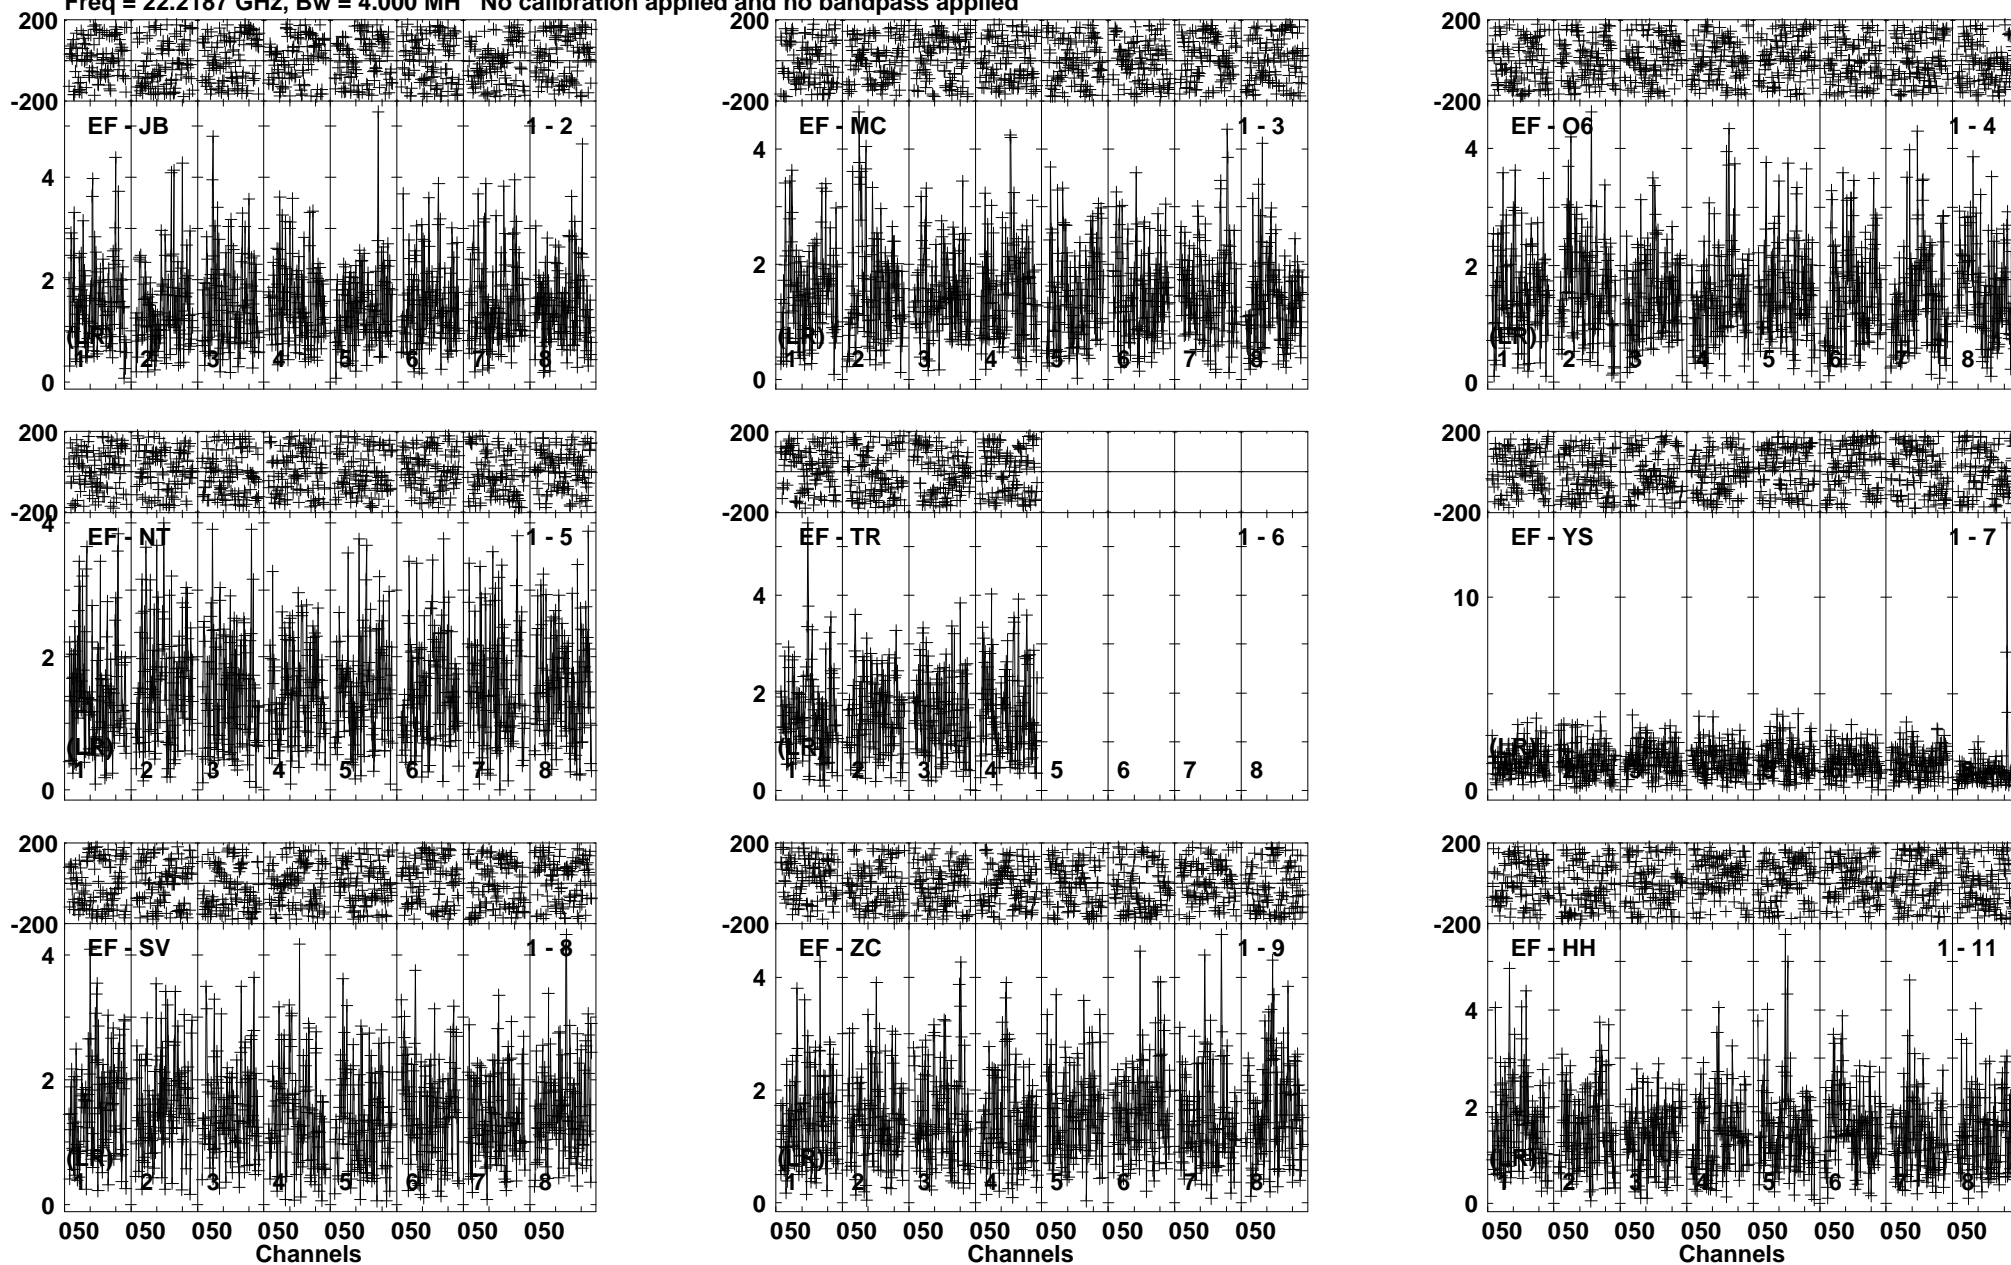 Freq = 22.2187 GHz, Bw = 4.000 MH No calibration applied and no bandpass applied
200
-200
EF - JB 1 - 2
4
2
0
(LR)
1 2 3 4 5 6 7 8
200
-200
EF - MC 1 - 3
4
2
0
(LR)
1 2 3 4 5 6 7 8
200
-200
EF - O6 1 - 4
4
2
0
(LR)
1 2 3 4 5 6 7 8
200
-200
4
EF - NT 1 - 5
2
0
(LR)
1 2 3 4 5 6 7 8
200
-200
EF - TR 1 - 6
4
2
0
(LR)
1 2 3 4 5 6 7 8
200
-200
EF - YS 1 - 7
10
0
(LR)
200
-200
EF - SV 1 - 8
4
2
0
(LR)
1 2 3 4 5 6 7 8
050 050 050 050 050 050 050 050
Channels
200
-200
EF - ZC 1 - 9
4
2
0
(LR)
1 2 3 4 5 6 7 8
050 050 050 050 050 050 050 050
Channels
200
-200
EF - HH 1 - 11
4
2
0
(LR)
1 2 3 4 5 6 7 8
050 050 050 050 050 050 050 050
Channels